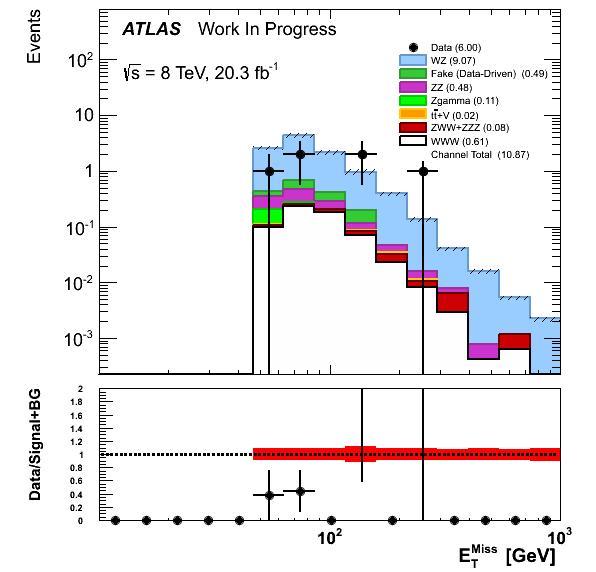 Events
ATLAS Work In Progress
√s = 8 TeV, 20.3 fb⁻¹
Data (6.00)
WZ (9.07)
Fake (Data-Driven) (0.49)
ZZ (0.48)
Zgamma (0.11)
tt̄+V (0.02)
ZWW+ZZZ (0.08)
WWW (0.61)
Channel Total (10.87)
10²
10
1
10⁻¹
10⁻²
10⁻³
Data/Signal+BG
2
1.8
1.6
1.4
1.2
1
0.8
0.6
0.4
0.2
0
10²
10³
E_T^Miss [GeV]